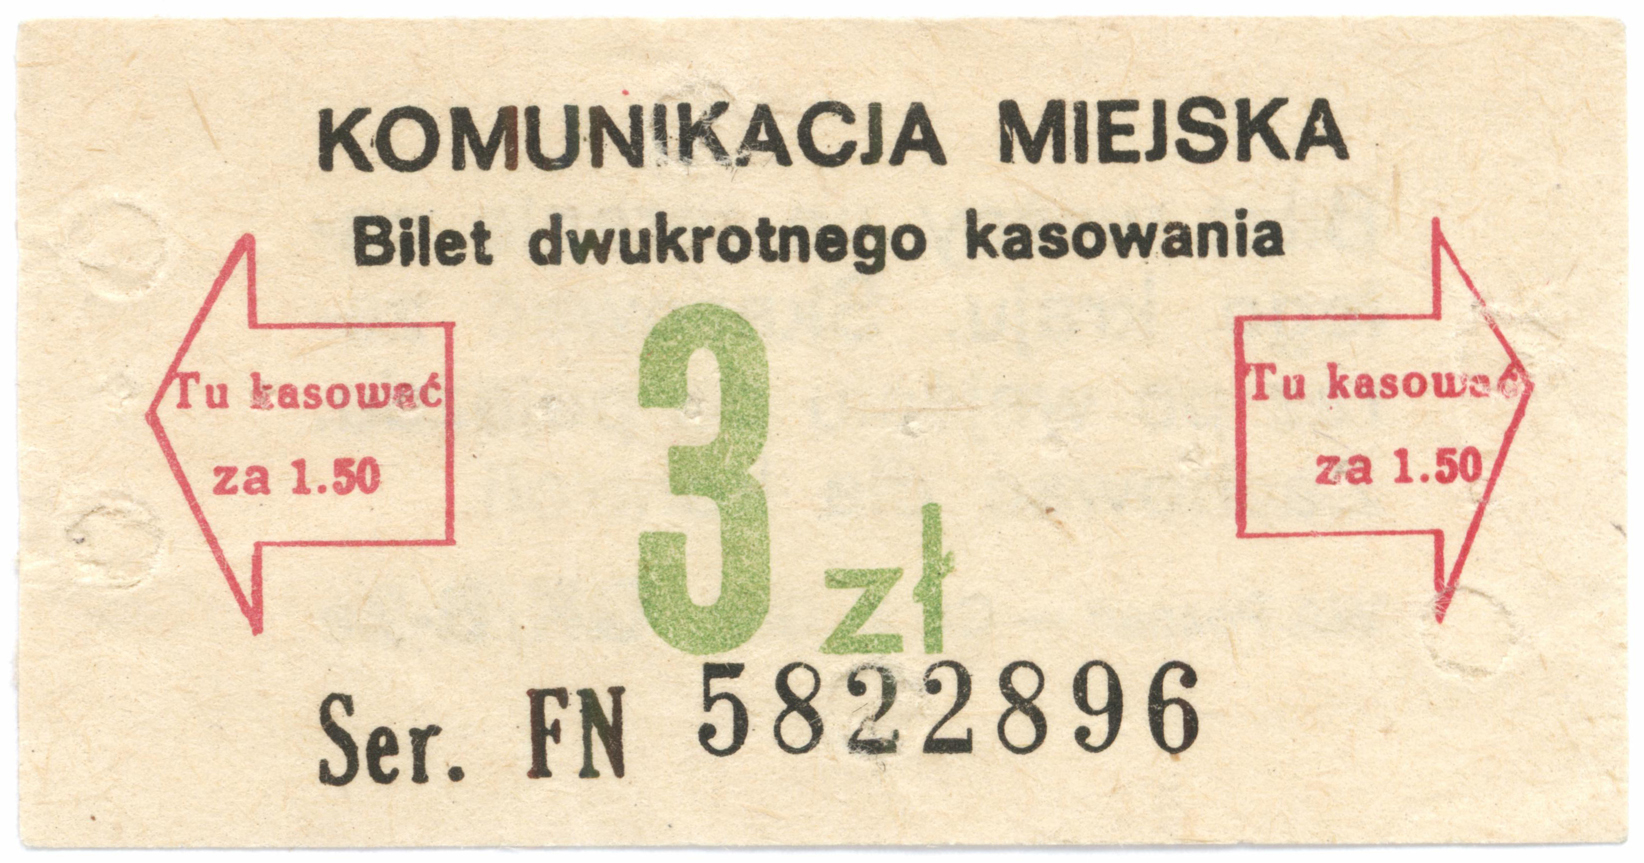 KOMUNIKACJA MIEJSKA
Bilet dwukrotnego kasowania
Tu kasować
za 1.50
3 zł
Tu kasować
za 1.50
Ser. FN 5822896